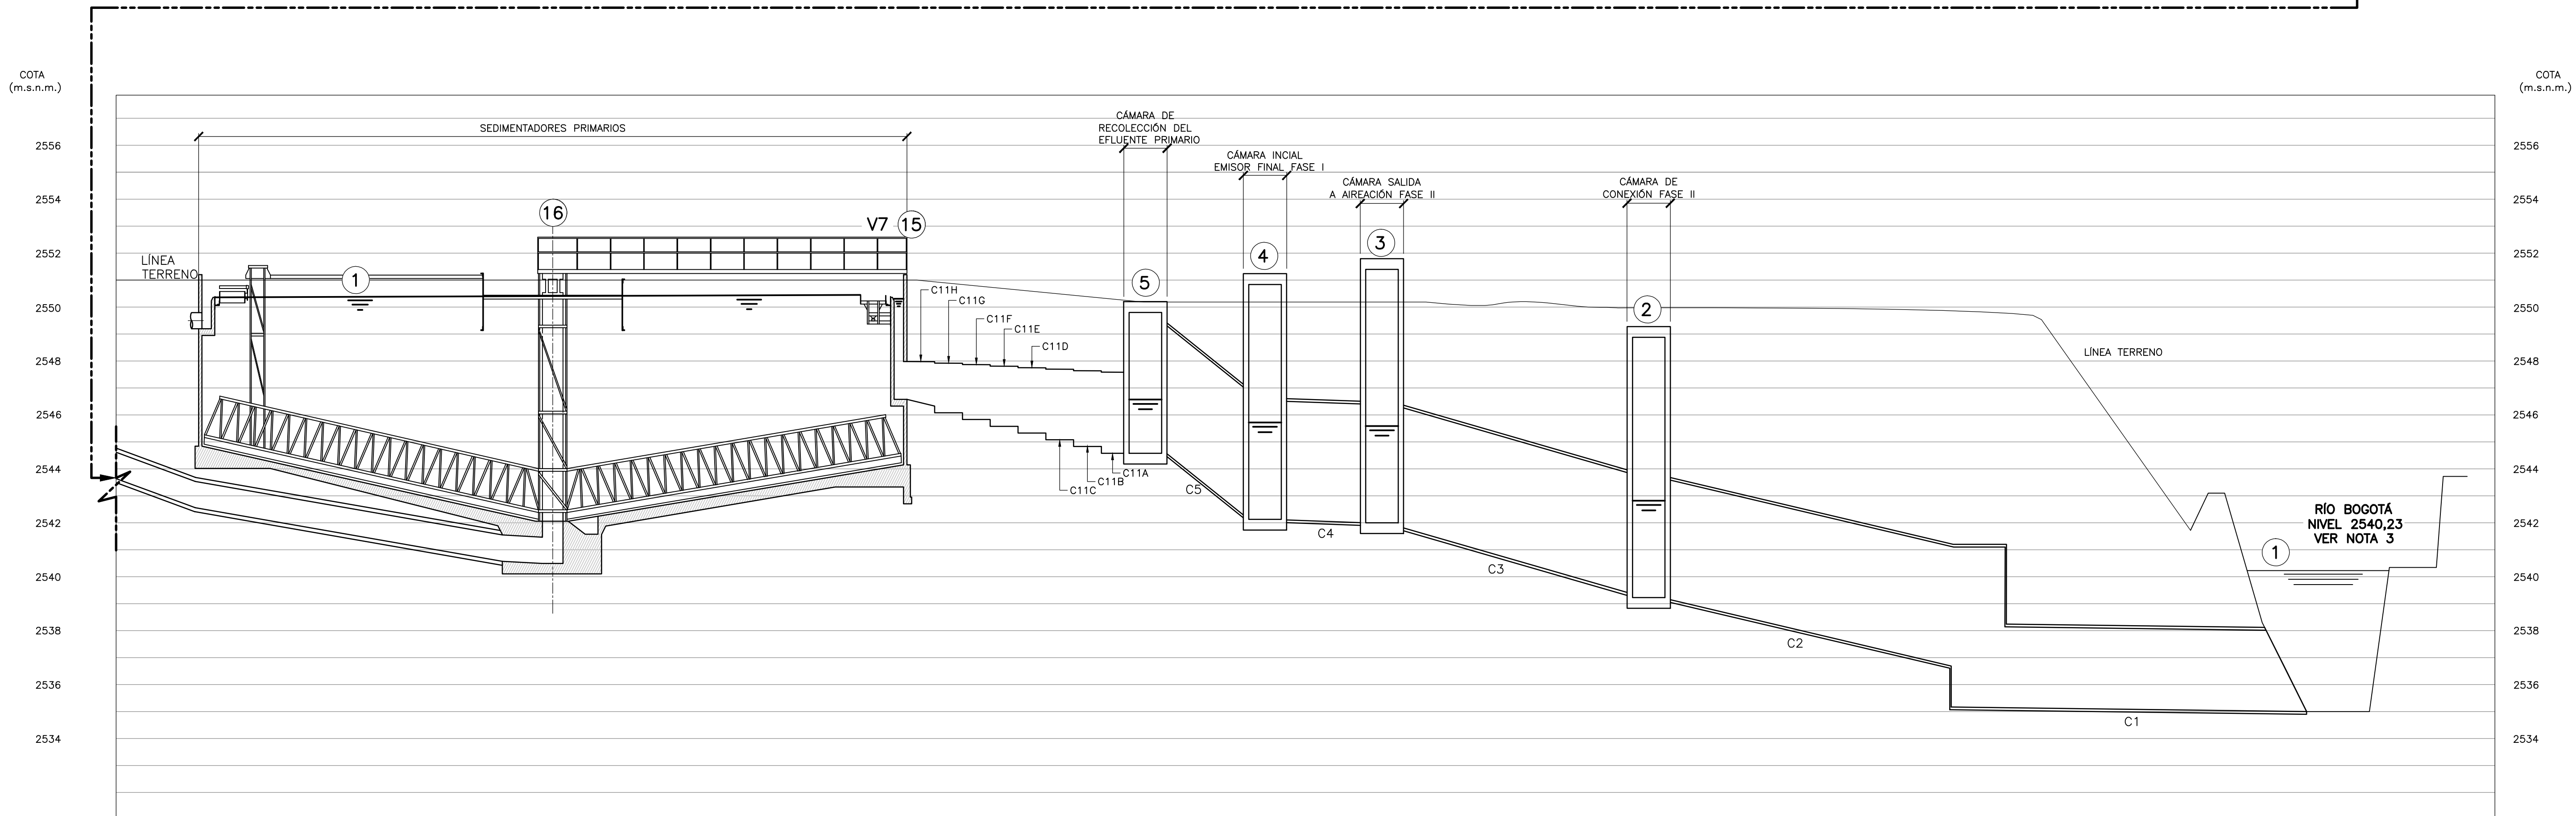 COTA
(m.s.n.m.)
COTA
(m.s.n.m.)
SEDIMENTADORES PRIMARIOS
CÁMARA DE
RECOLECCIÓN DEL
EFLUENTE PRIMARIO
CÁMARA INCIAL
EMISOR FINAL FASE I
CÁMARA SALIDA
A AIREACIÓN FASE II
CÁMARA DE
CONEXIÓN FASE II
2556
2556
2554
2554
16
V7
15
3
2552
2552
LÍNEA
TERRENO
1
4
5
C11H
C11G
2550
2550
2
C11F
C11E
C11D
LÍNEA TERRENO
2548
2548
2546
2546
2544
2544
C11A
C11B
C11C
C5
RÍO BOGOTÁ
NIVEL 2540,23
VER NOTA 3
2542
2542
C4
1
C3
2540
2540
2538
2538
C2
2536
2536
C1
2534
2534